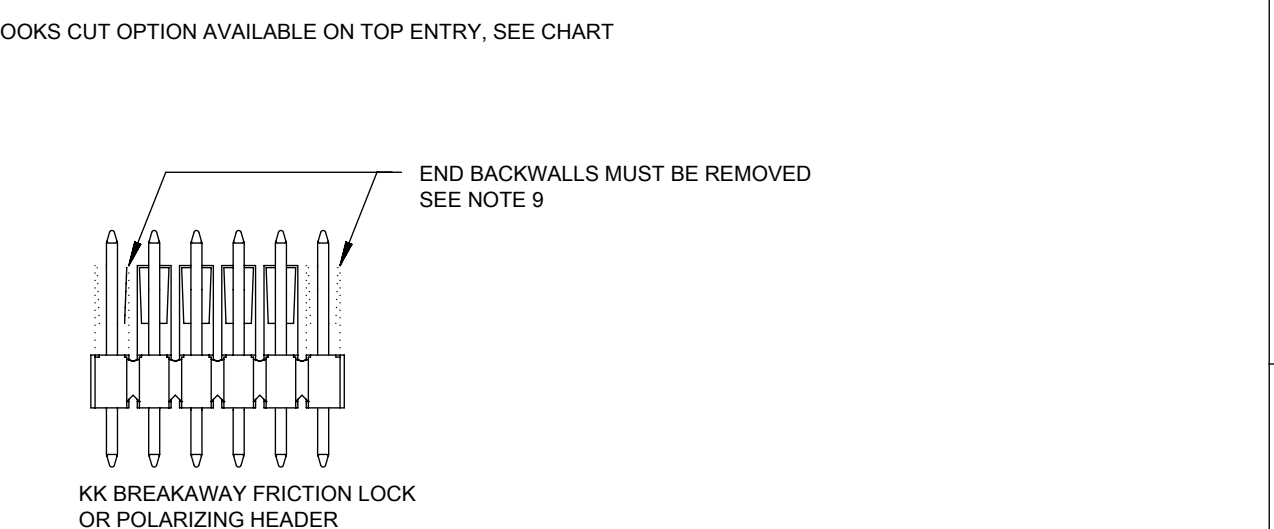 OOKS CUT OPTION AVAILABLE ON TOP ENTRY, SEE CHART
END BACKWALLS MUST BE REMOVED
SEE NOTE 9
KK BREAKAWAY FRICTION LOCK
OR POLARIZING HEADER